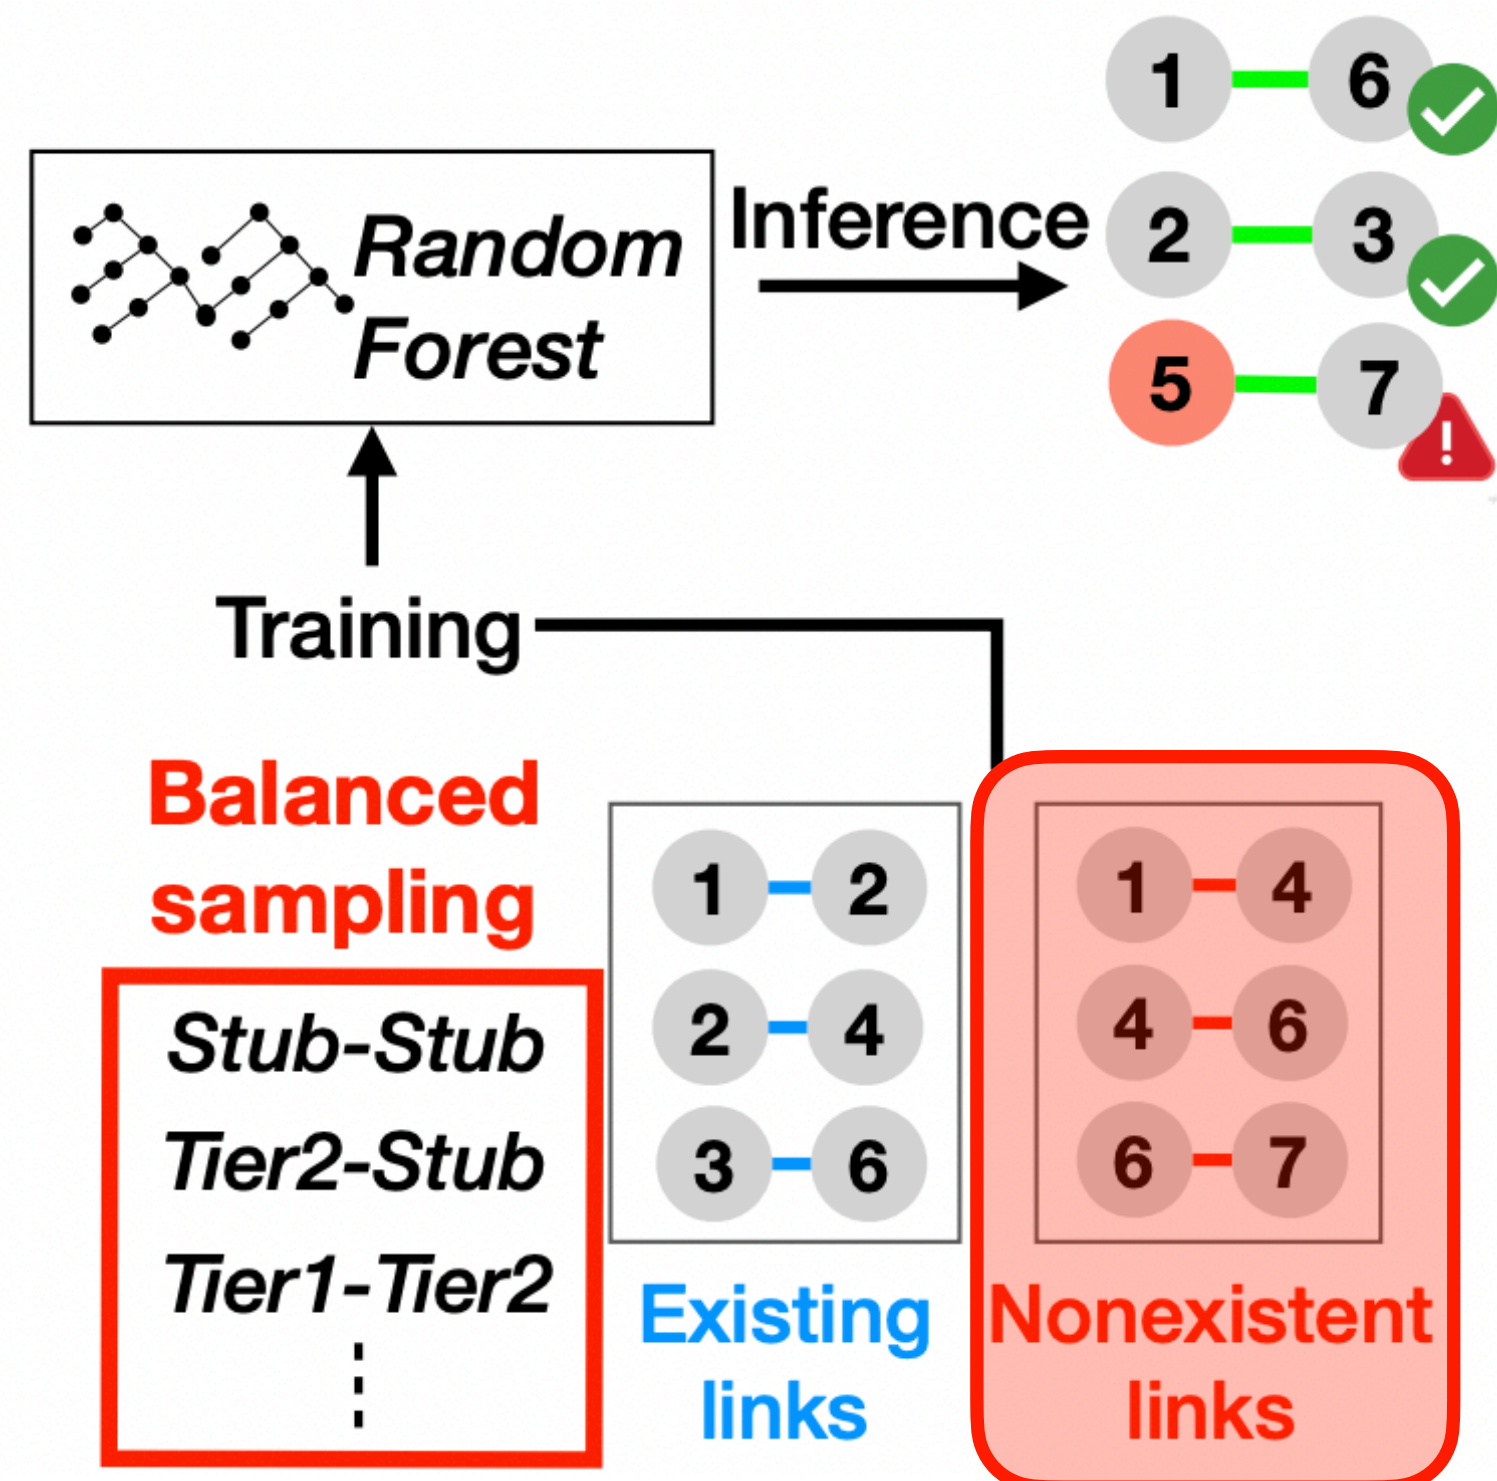 Random
Forest
Inference
1 6
2 3
5 7
!
Training
Balanced
sampling
Stub-Stub
Tier2-Stub
Tier1-Tier2
1 2
2 4
3 6
Existing
links
1 4
4 6
6 7
Nonexistent
links